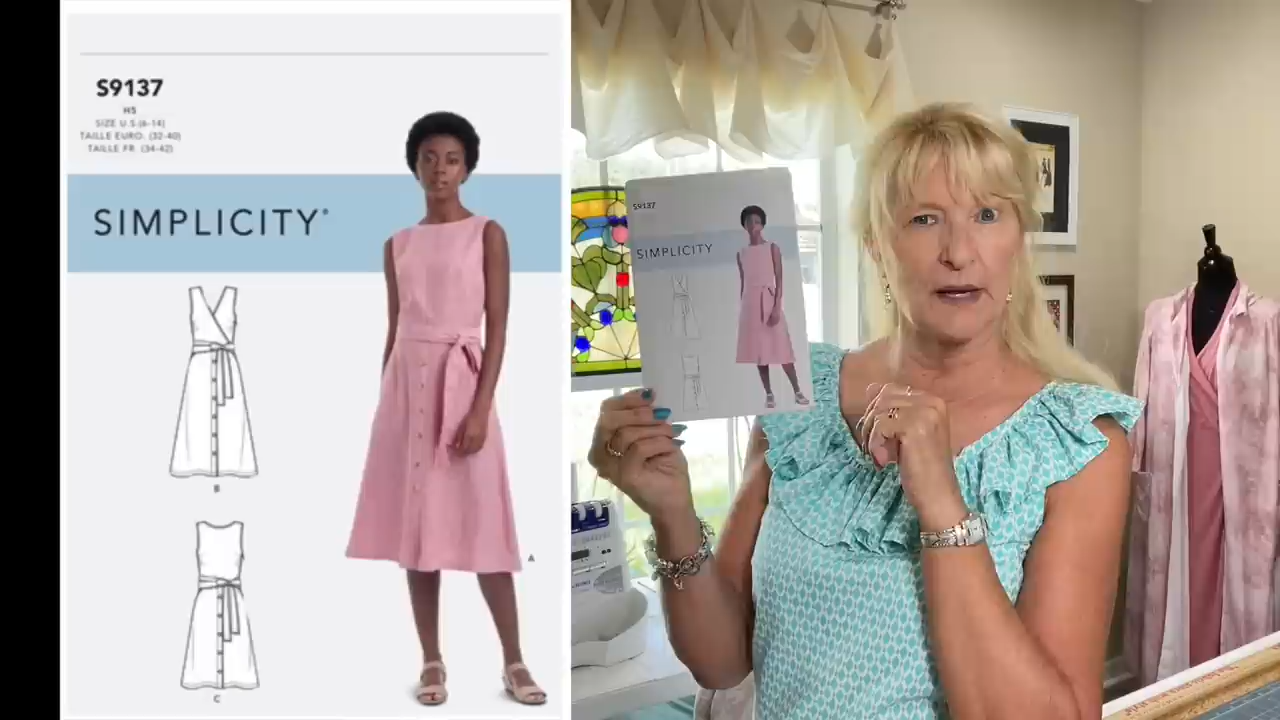 S9137
H5
SIZE U.S.(6-14)
TAILLE EURO. (32-40)
TAILLE FR. (34-42)
SIMPLICITY®
B
A
C
S9137
SIMPLICITY